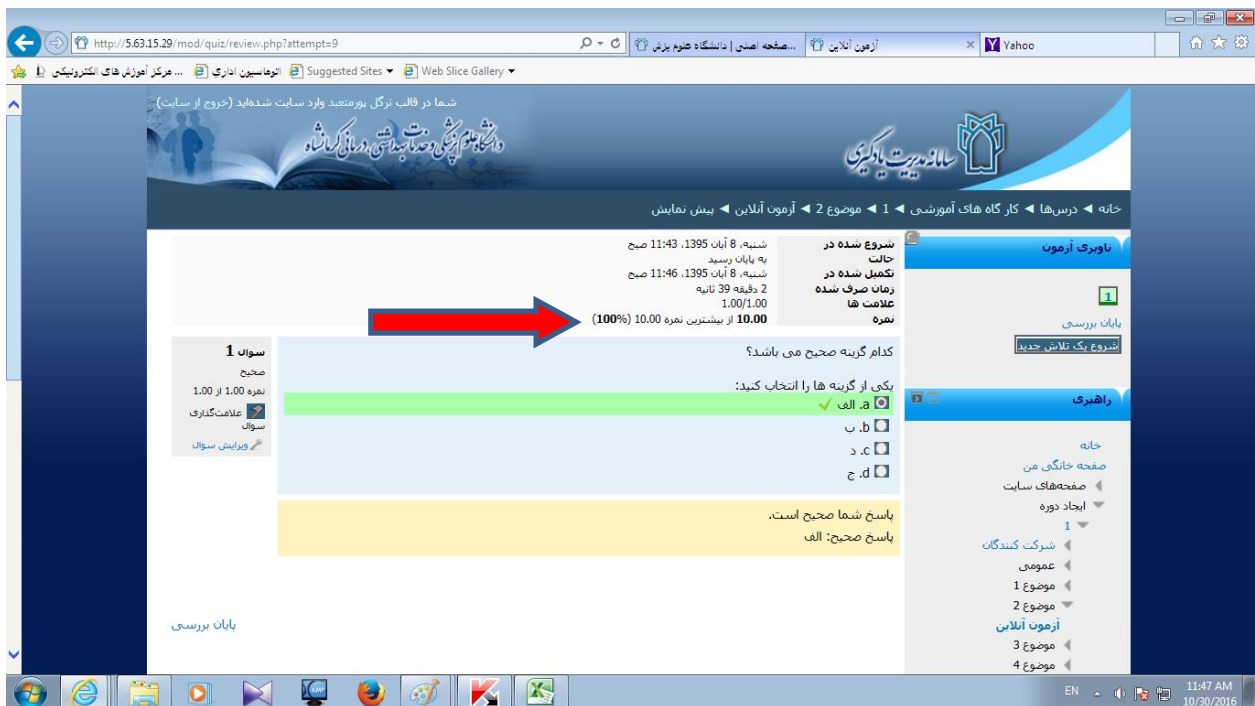 http://5.63.15.29/mod/quiz/review.php?attempt=9
صفحه اصلی | دانشگاه علوم پزش...
آزمون آنلاین
Yahoo
مرکز آموزش های الکترونیکی ...
اتوماسیون اداری
Suggested Sites
Web Slice Gallery
شما در قالب ترگل پورمتعبد وارد سایت شده‌اید (خروج از سایت)
دانشگاه علوم پزشکی و خدمات بهداشتی درمانی کرمانشاه
سامانه مدیریت یادگیری
خانه ◄ درس‌ها ◄ کار گاه های آموزشی ◄ 1 ◄ موضوع 2 ◄ آزمون آنلاین ◄ پیش نمایش
ناوبری آزمون
1
پایان بررسی
شروع یک تلاش جدید
شروع شده در شنبه، 8 آبان 1395، 11:43 صبح
حالت به پایان رسید
تکمیل شده در شنبه، 8 آبان 1395، 11:46 صبح
زمان صرف شده 2 دقیقه 39 ثانیه
علامت ها 1.00/1.00
نمره 10.00 از بیشترین نمره 10.00 (100%)
سوال 1
صحیح
نمره 1.00 از 1.00
علامت‌گذاری
سوال
ویرایش سوال
کدام گزینه صحیح می باشد؟
یکی از گزینه ها را انتخاب کنید:
a. الف
b. ب
c. د
d. ج
پاسخ شما صحیح است.
پاسخ صحیح: الف
پایان بررسی
راهبری
خانه
صفحه خانگی من
صفحه‌های سایت
ایجاد دوره
1
شرکت کنندگان
عمومی
موضوع 1
موضوع 2
آزمون آنلاین
موضوع 3
موضوع 4
KMP
EN
11:47 AM
10/30/2016